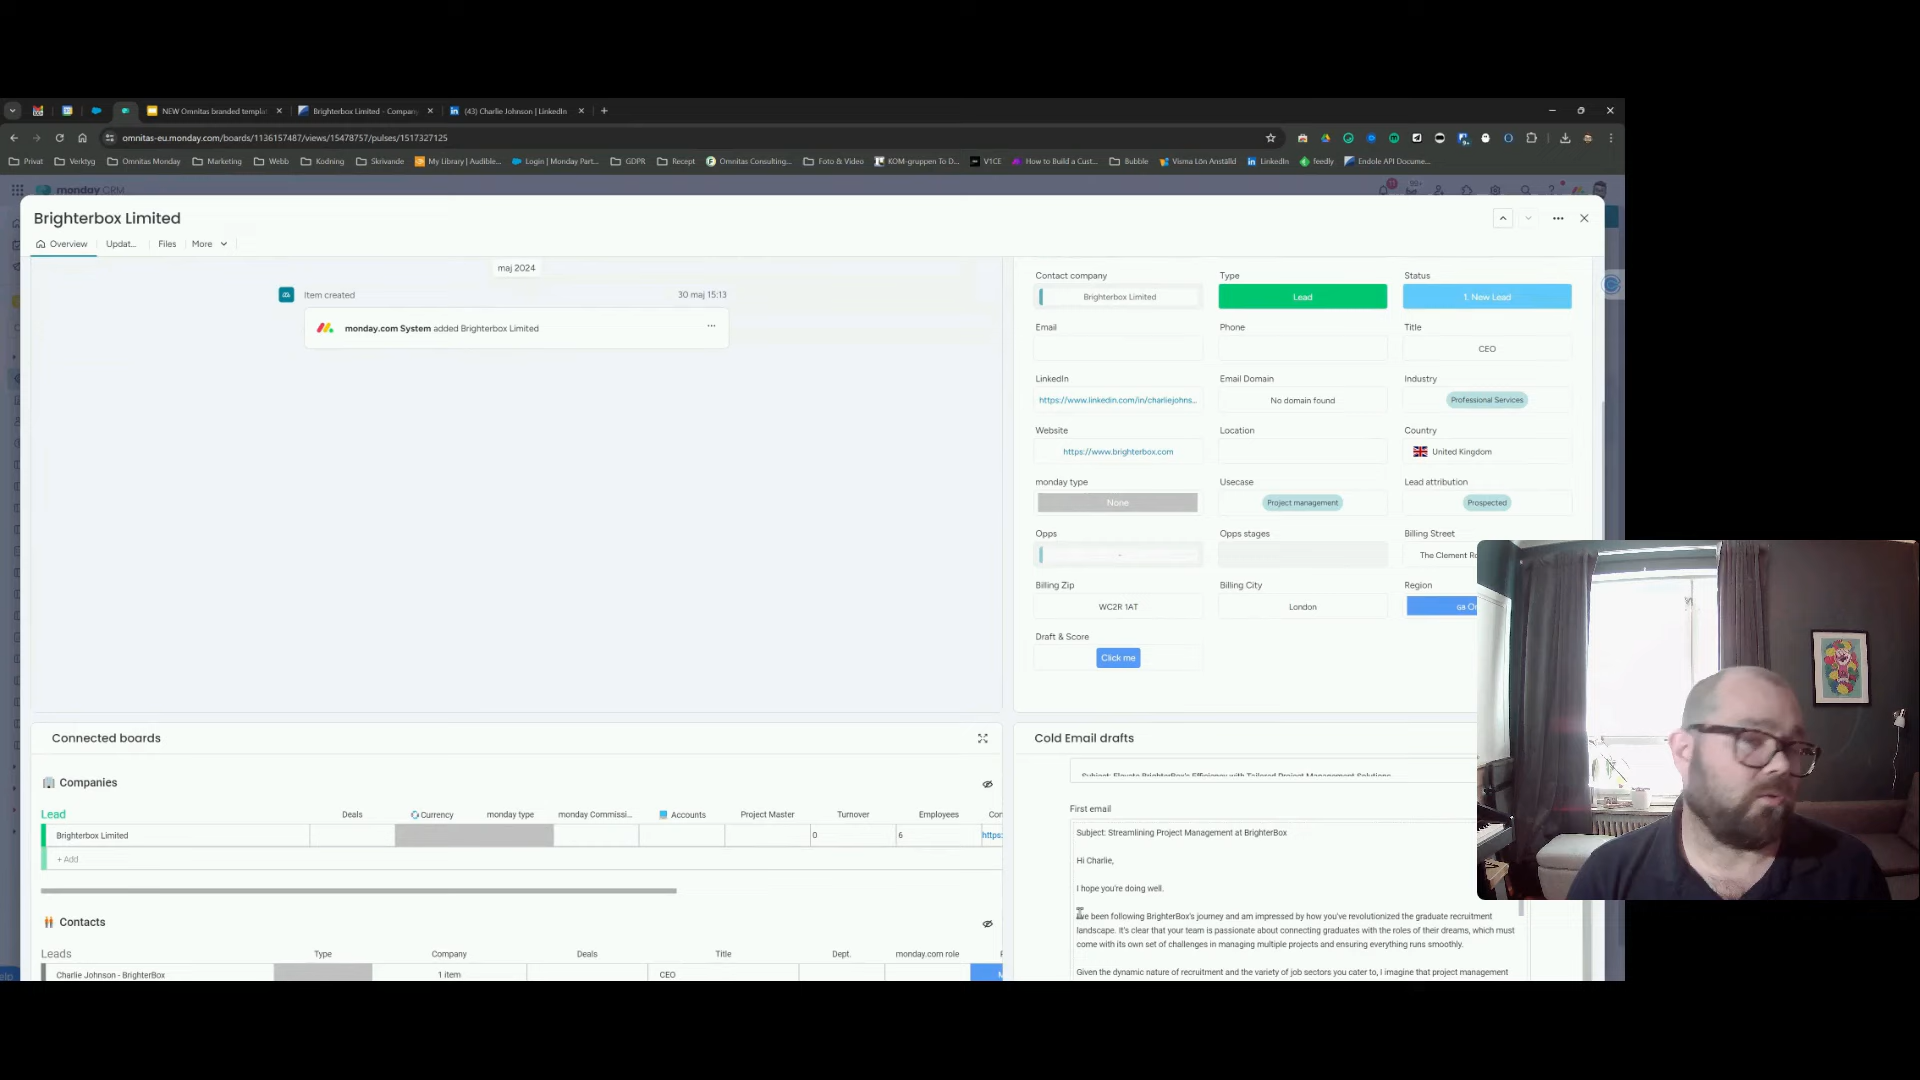 NEW Omnitas branded templa
Brighterbox Limited - Compan
(43) Charlie Johnson | LinkedIn
omnitas-eu.monday.com/boards/1136157487/views/15478757/pulses/1517327125
Privat
Verktyg
Omnitas Monday
Marketing
Webb
Kodning
Skrivande
My Library | Audible...
Login | Monday Part...
GDPR
Recept
Omnitas Consulting...
Foto & Video
KOM-gruppen To D...
V1CE
How to Build a Cust...
Bubble
Visma Lön Anställd
LinkedIn
feedly
Endole API Docume...
monday CRM
Brighterbox Limited
Overview
Updat...
Files
More
maj 2024
Item created
30 maj 15:13
monday.com System added Brighterbox Limited
Contact company
Type
Status
Brighterbox Limited
Lead
1. New Lead
Email
Phone
Title
CEO
LinkedIn
Email Domain
Industry
https://www.linkedin.com/in/charliejohns...
No domain found
Professional Services
Website
Location
Country
https://www.brighterbox.com
United Kingdom
monday type
Usecase
Lead attribution
None
Project management
Prospected
Opps
Opps stages
Billing Street
-
The Clement
Billing Zip
Billing City
Region
WC2R 1AT
London
Draft & Score
Click me
Connected boards
Companies
Lead
Deals
Currency
monday type
monday Commissi...
Accounts
Project Master
Turnover
Employees
Brighterbox Limited
0
6
https:
+ Add
Contacts
Leads
Type
Company
Deals
Title
Dept.
monday.com role
Charlie Johnson - BrighterBox
1 item
CEO
Cold Email drafts
Subject: Elevate BrighterBox's Efficiency with Tailored Project Management Solutions
First email
Subject: Streamlining Project Management at BrighterBox
Hi Charlie,
I hope you're doing well.
I've been following BrighterBox's journey and am impressed by how you've revolutionized the graduate recruitment
landscape. It's clear that your team is passionate about connecting graduates with the roles of their dreams, which must
come with its own set of challenges in managing multiple projects and ensuring everything runs smoothly.
Given the dynamic nature of recruitment and the variety of job sectors you cater to, I imagine that project management